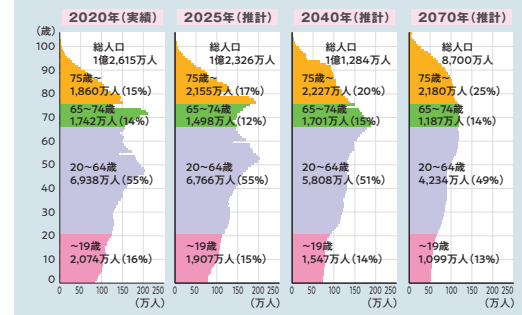 2020年(実績)
2025年(推計)
2040年(推計)
2070年(推計)
(歳)
100
90
80
70
60
50
40
30
20
10
0
総人口
1億2,615万人
75歳~
1,860万人(15%)
65~74歳
1,742万人(14%)
20~64歳
6,938万人(55%)
~19歳
2,074万人(16%)
0 50 100 150 200 250
(万人)
総人口
1億2,326万人
75歳~
2,155万人(17%)
65~74歳
1,498万人(12%)
20~64歳
6,766万人(55%)
~19歳
1,907万人(15%)
0 50 100 150 200 250
(万人)
総人口
1億1,284万人
75歳~
2,227万人(20%)
65~74歳
1,701万人(15%)
20~64歳
5,808万人(51%)
~19歳
1,547万人(14%)
0 50 100 150 200 250
(万人)
総人口
8,700万人
75歳~
2,180万人(25%)
65~74歳
1,187万人(14%)
20~64歳
4,234万人(49%)
~19歳
1,099万人(13%)
0 50 100 150 200 250
(万人)